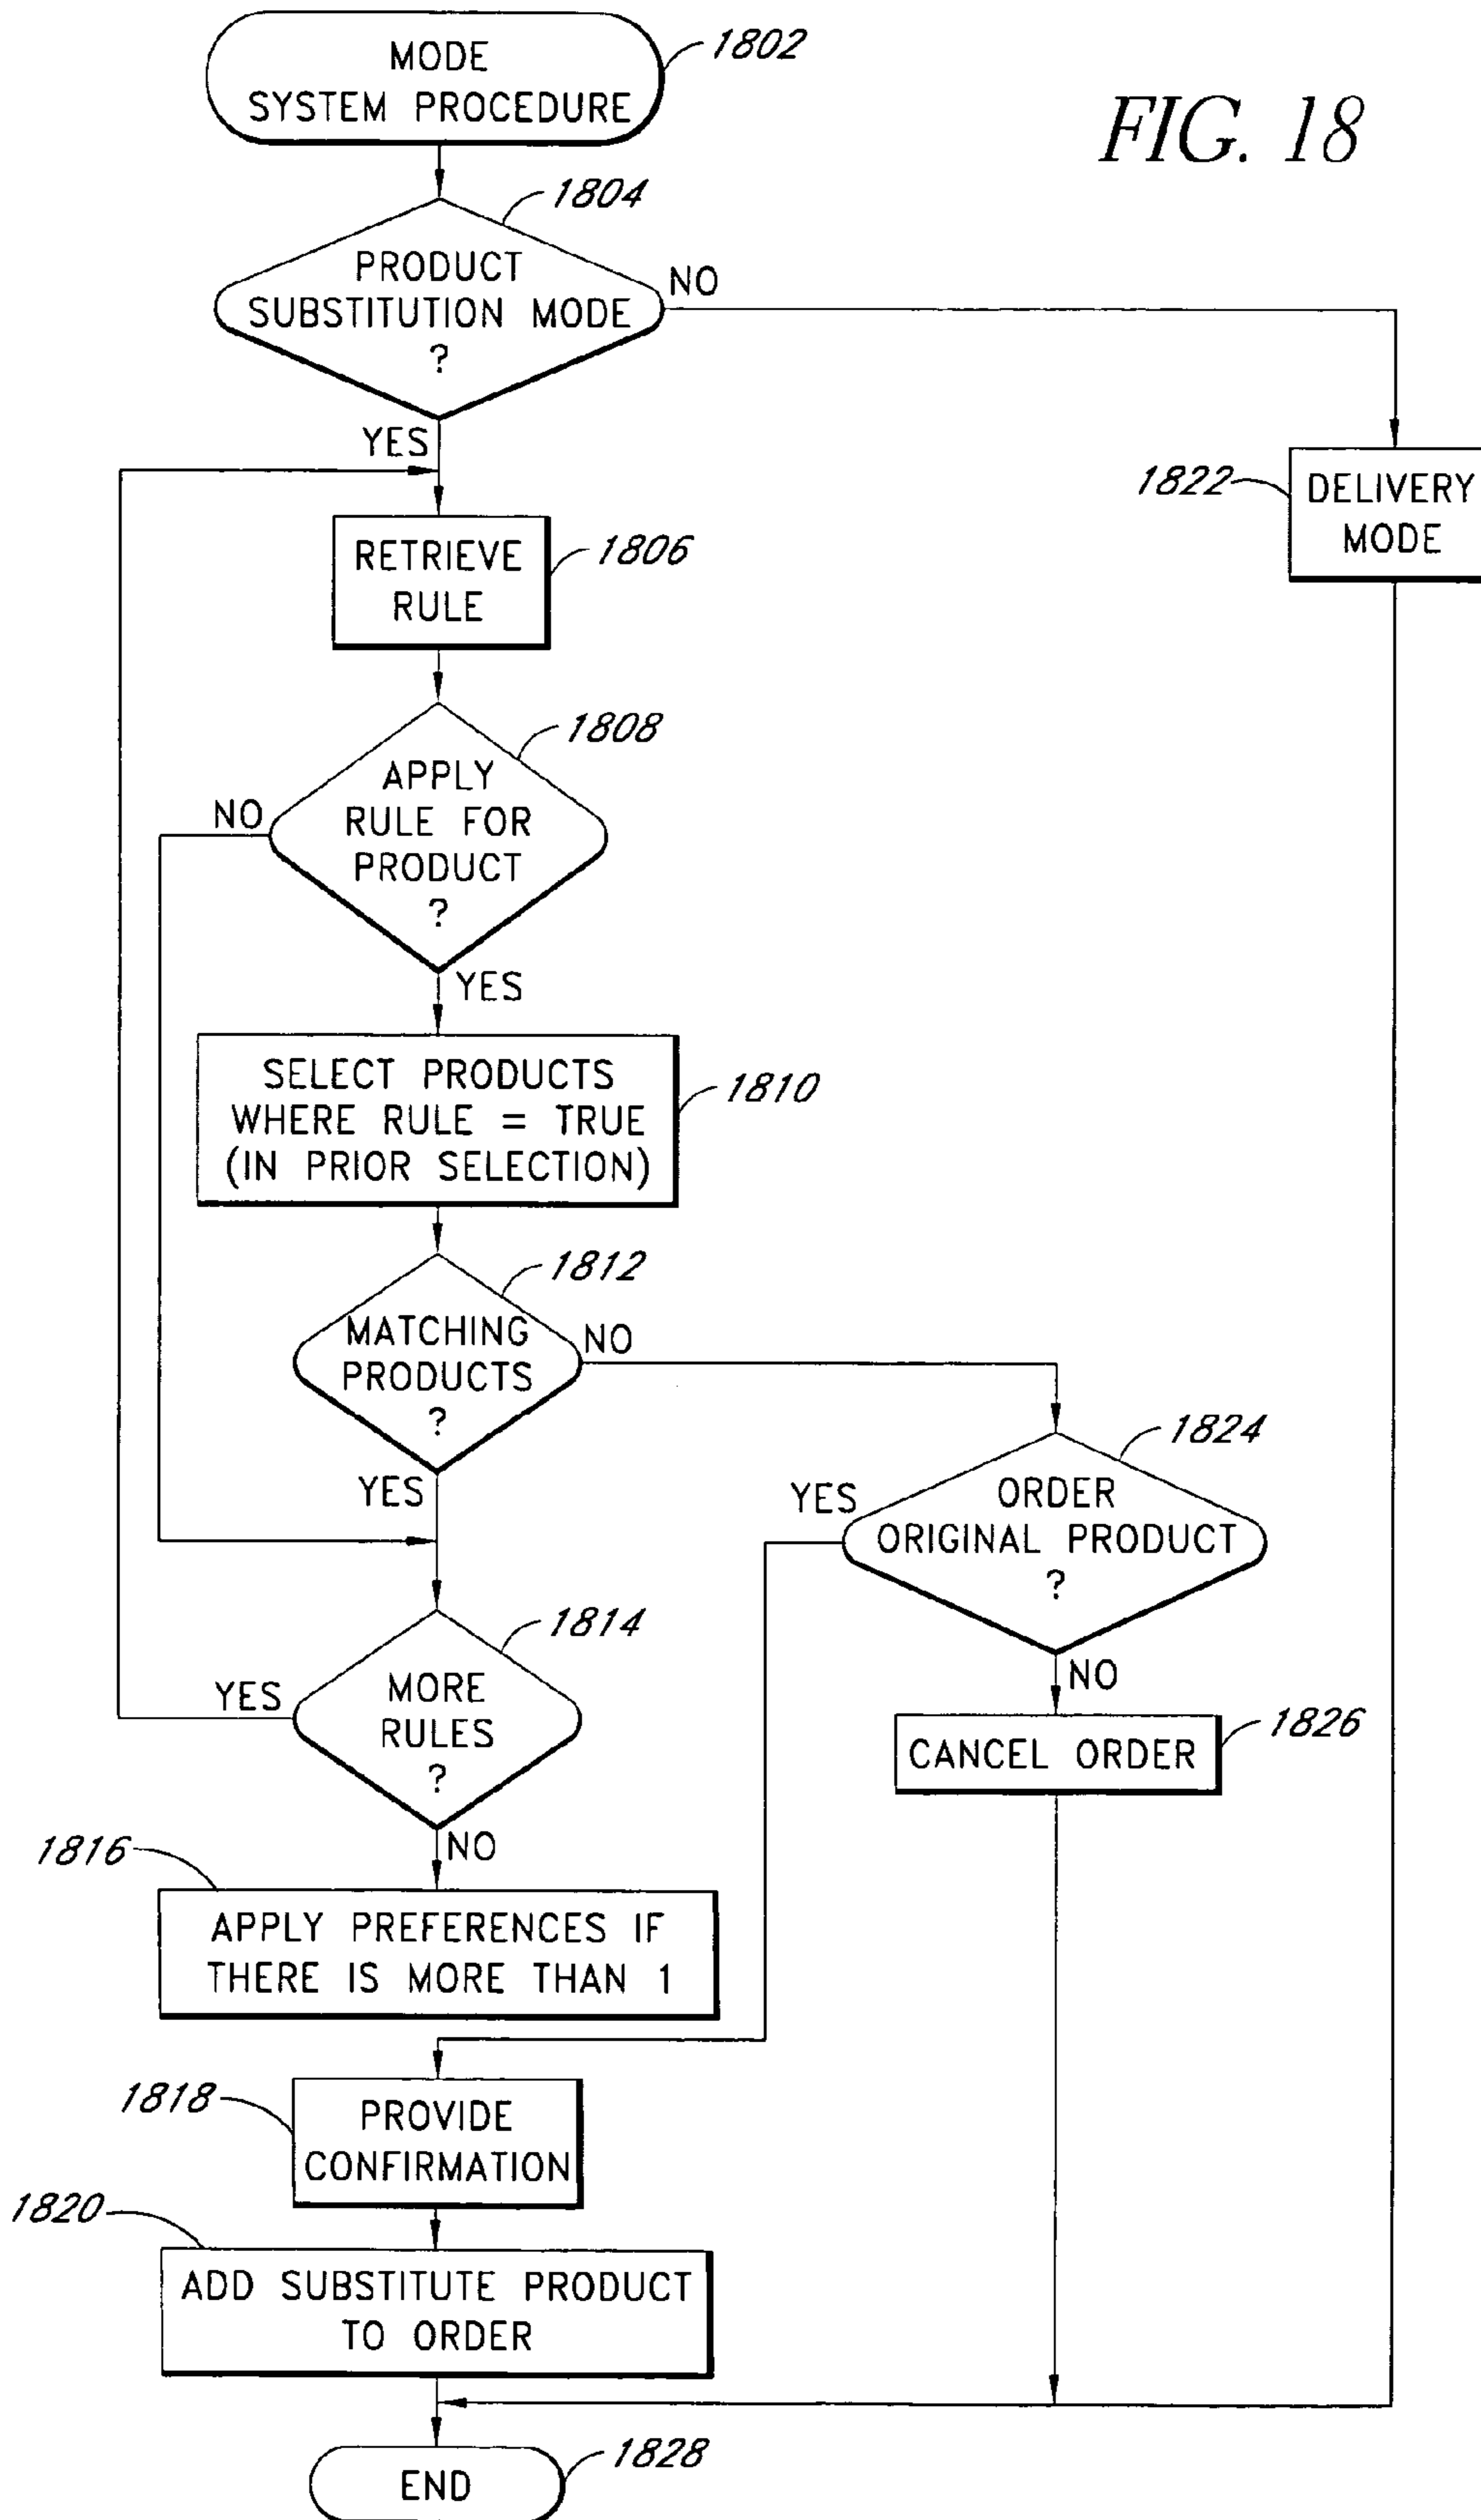 MODE
SYSTEM PROCEDURE
1802
FIG. 18
1804
PRODUCT
SUBSTITUTION MODE
?
NO
YES
1822
DELIVERY
MODE
RETRIEVE
RULE
1806
1808
APPLY
RULE FOR
PRODUCT
?
NO
YES
SELECT PRODUCTS
WHERE RULE = TRUE
(IN PRIOR SELECTION)
1810
1812
MATCHING
PRODUCTS
?
NO
YES
1824
ORDER
ORIGINAL PRODUCT
?
YES
NO
1814
MORE
RULES
?
YES
NO
CANCEL ORDER
1826
1816
APPLY PREFERENCES IF
THERE IS MORE THAN 1
1818
PROVIDE
CONFIRMATION
1820
ADD SUBSTITUTE PRODUCT
TO ORDER
1828
END